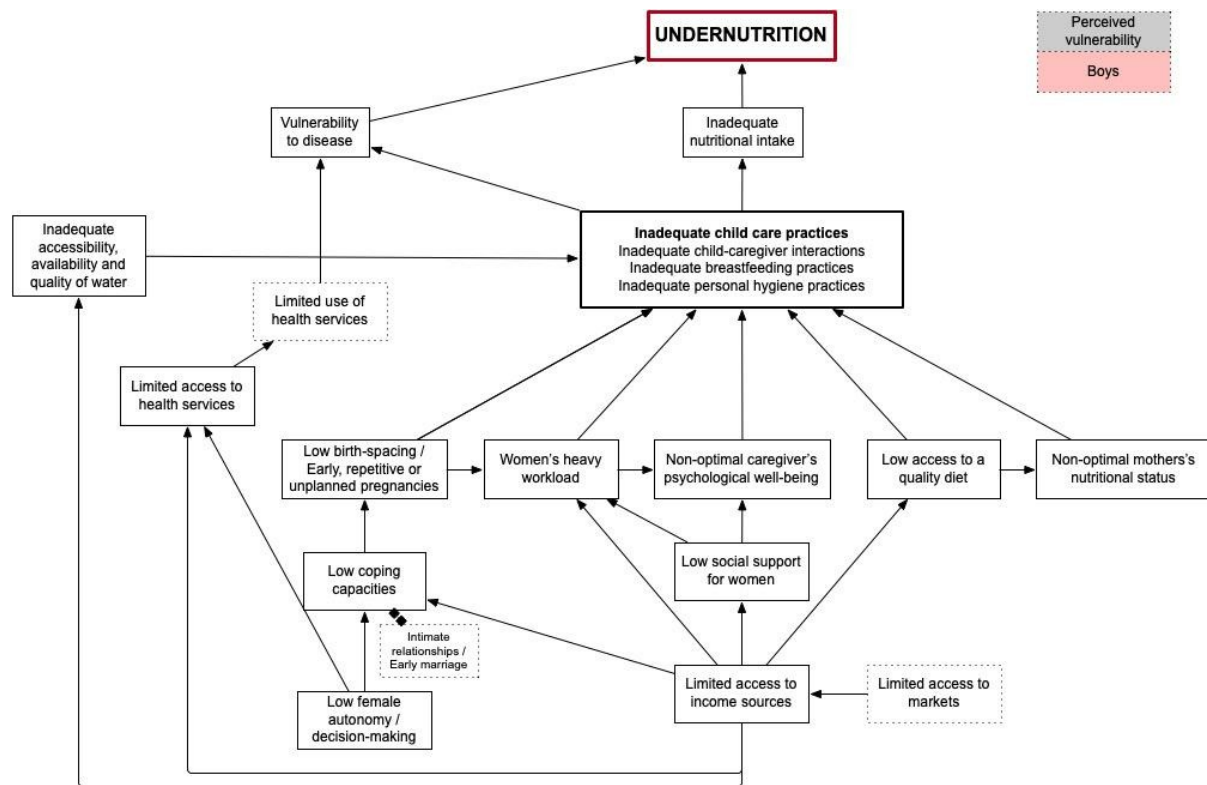 UNDERNUTRITION
Perceived
vulnerability
Boys
Vulnerability
to disease
Inadequate
nutritional intake
Inadequate
accessibility,
availability and
quality of water
Inadequate child care practices
Inadequate child-caregiver interactions
Inadequate breastfeeding practices
Inadequate personal hygiene practices
Limited use of
health services
Limited access to
health services
Low birth-spacing /
Early, repetitive or
unplanned pregnancies
Women's heavy
workload
Non-optimal caregiver's
psychological well-being
Low access to a
quality diet
Non-optimal mothers's
nutritional status
Low coping
capacities
Low social support
for women
Intimate
relationships /
Early marriage
Low female
autonomy /
decision-making
Limited access to
income sources
Limited access to
markets